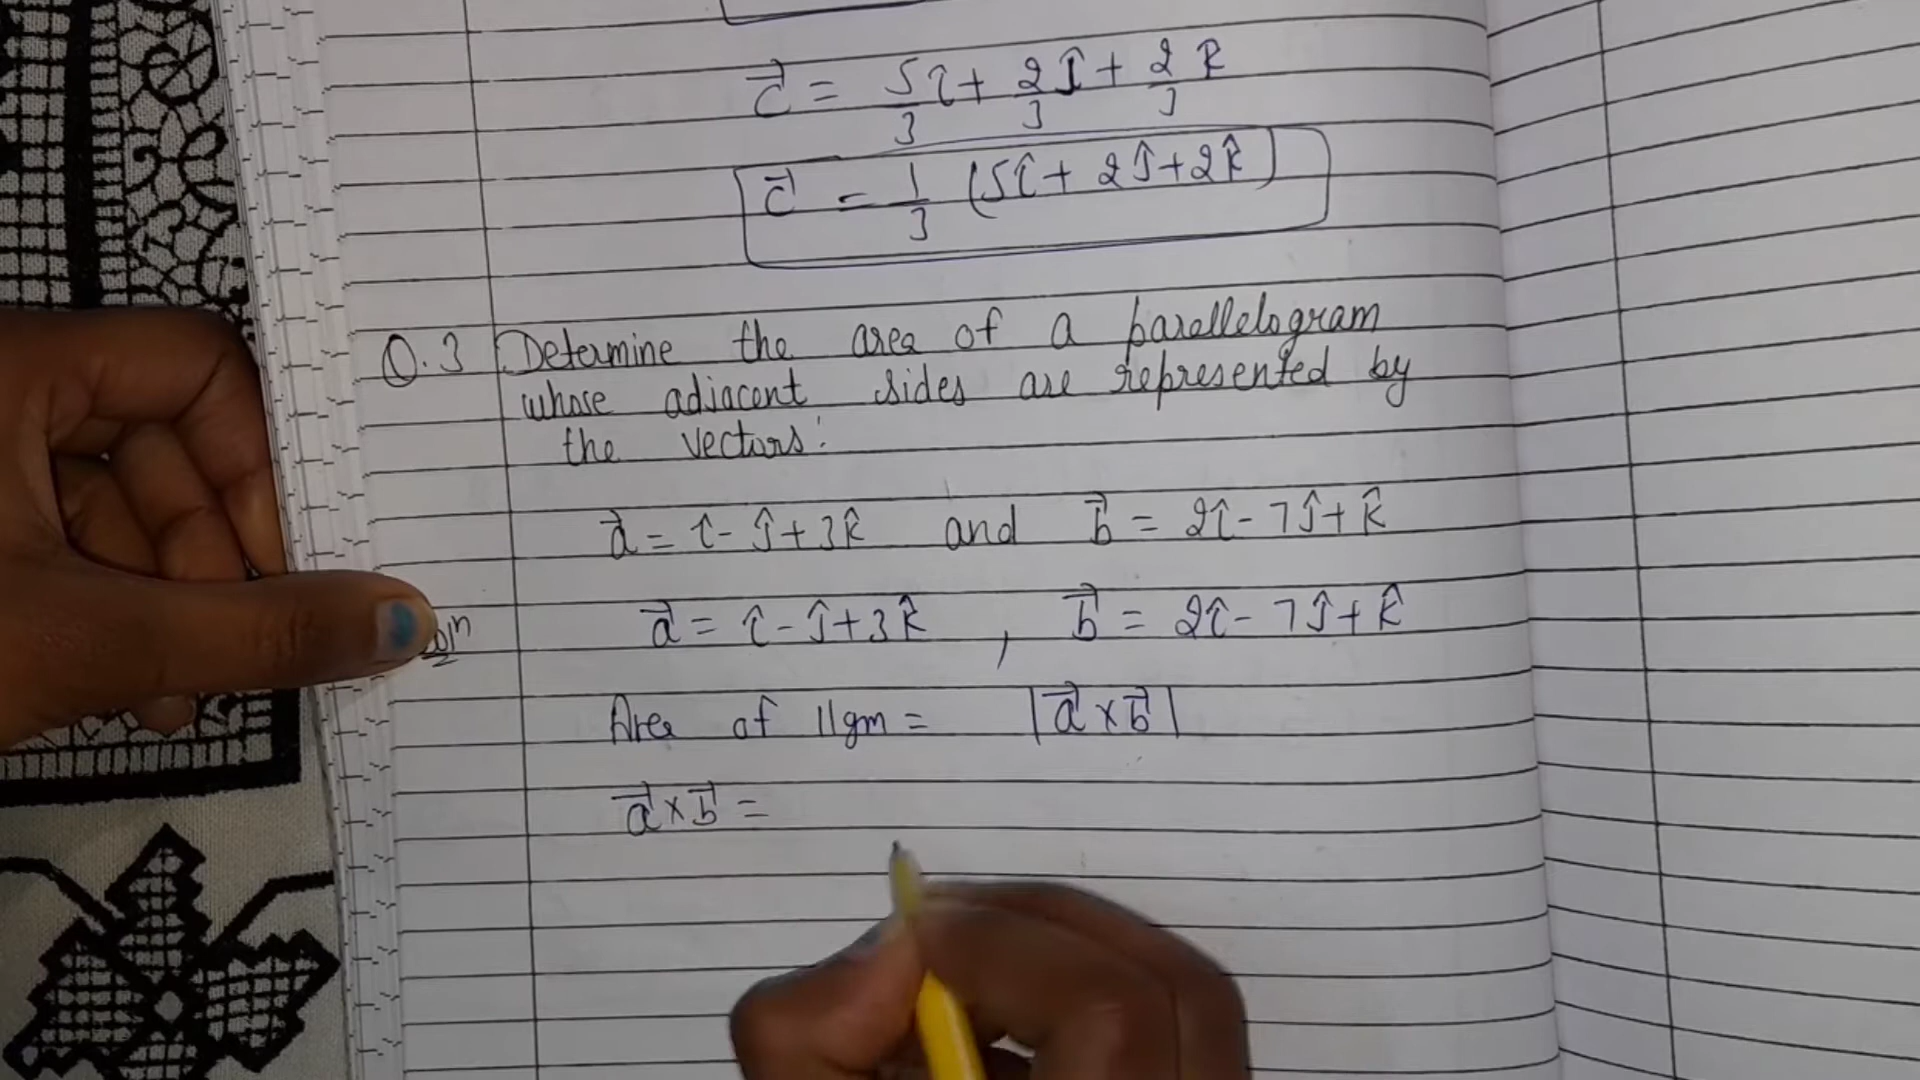 c⃗ = 5/3 î + 2/3 ĵ + 2/3 k̂
c⃗ = 1/3 (5î + 2ĵ + 2k̂)
Q.3 Determine the area of a parellelogram
whose adjacent sides are represented by
the vectors:
a⃗ = î - ĵ + 3k̂ and b⃗ = 2î - 7ĵ + k̂
a⃗ = î - ĵ + 3k̂ , b⃗ = 2î - 7ĵ + k̂
Area of ||gm = |a⃗ × b⃗|
a⃗ × b⃗ =